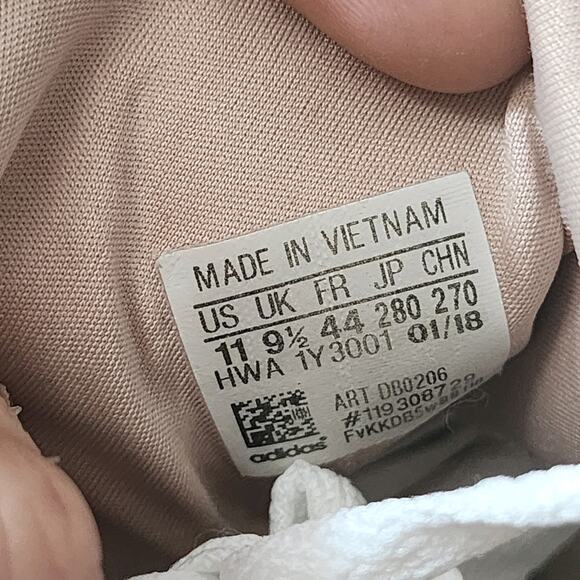 MADE IN VIETNAM
US UK FR JP CHN
11 9½ 44 280 270
HWA 1Y3001 01/18
ART DB0206
#119308728
adidas